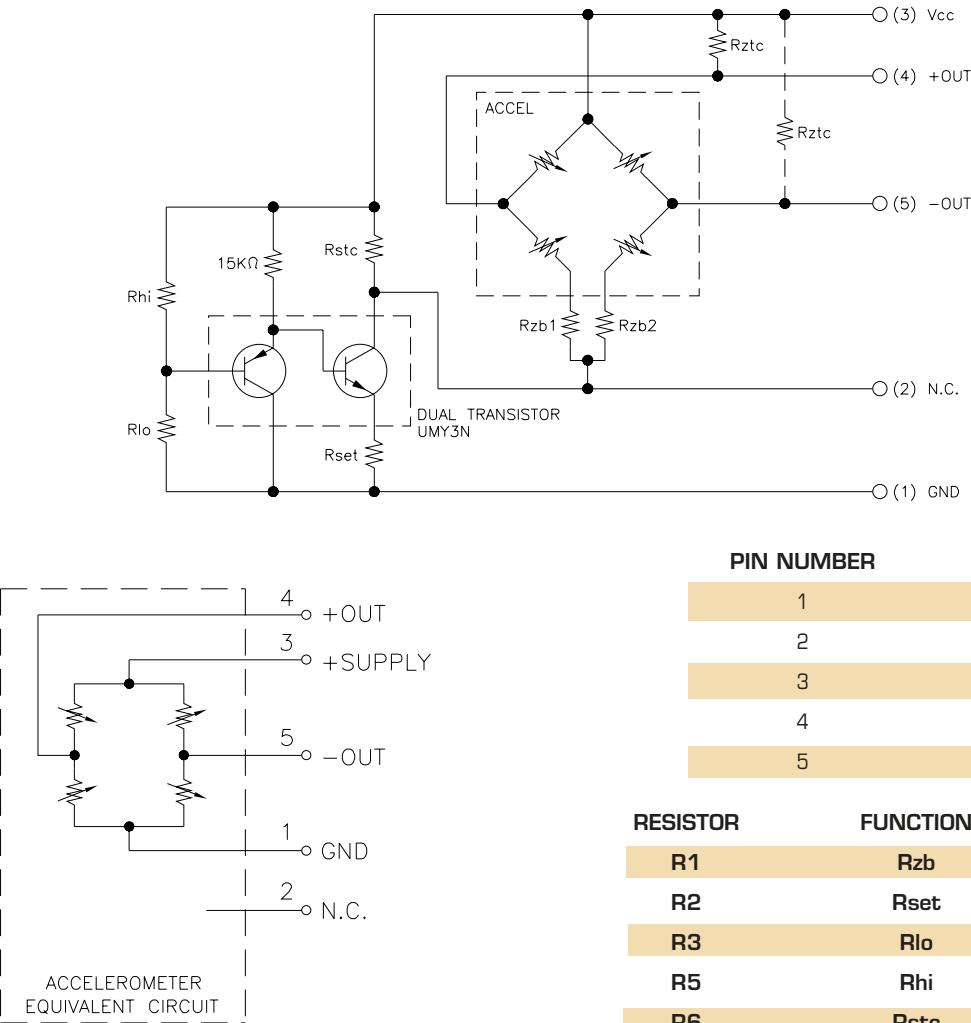 (3) Vcc
Rztc
(4) +OUT
ACCEL
Rztc
(5) −OUT
15KΩ
Rstc
Rhi
Rzb1
Rzb2
(2) N.C.
DUAL TRANSISTOR
UMY3N
Rlo
Rset
(1) GND
4
+OUT
3
+SUPPLY
5
−OUT
1
GND
2
N.C.
ACCELEROMETER
EQUIVALENT CIRCUIT
PIN NUMBER
1
2
3
4
5
RESISTOR FUNCTION
R1 Rzb
R2 Rset
R3 Rlo
R5 Rhi
R6 Rstc